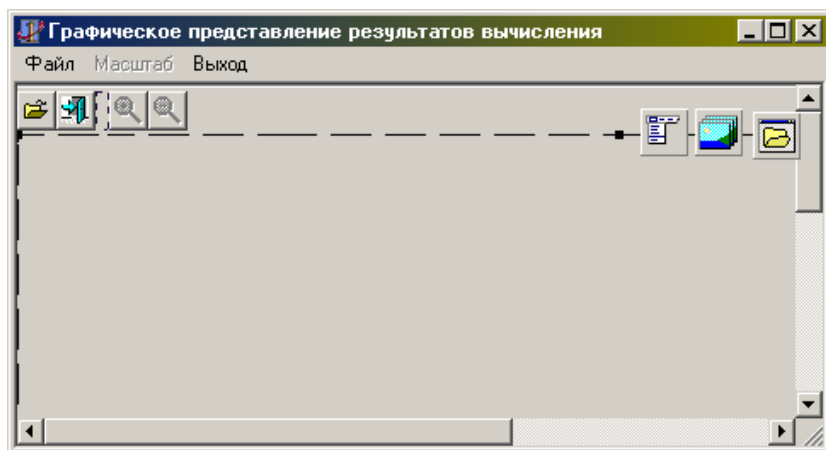 Графическое представление результатов вычисления
Файл Масштаб Выход